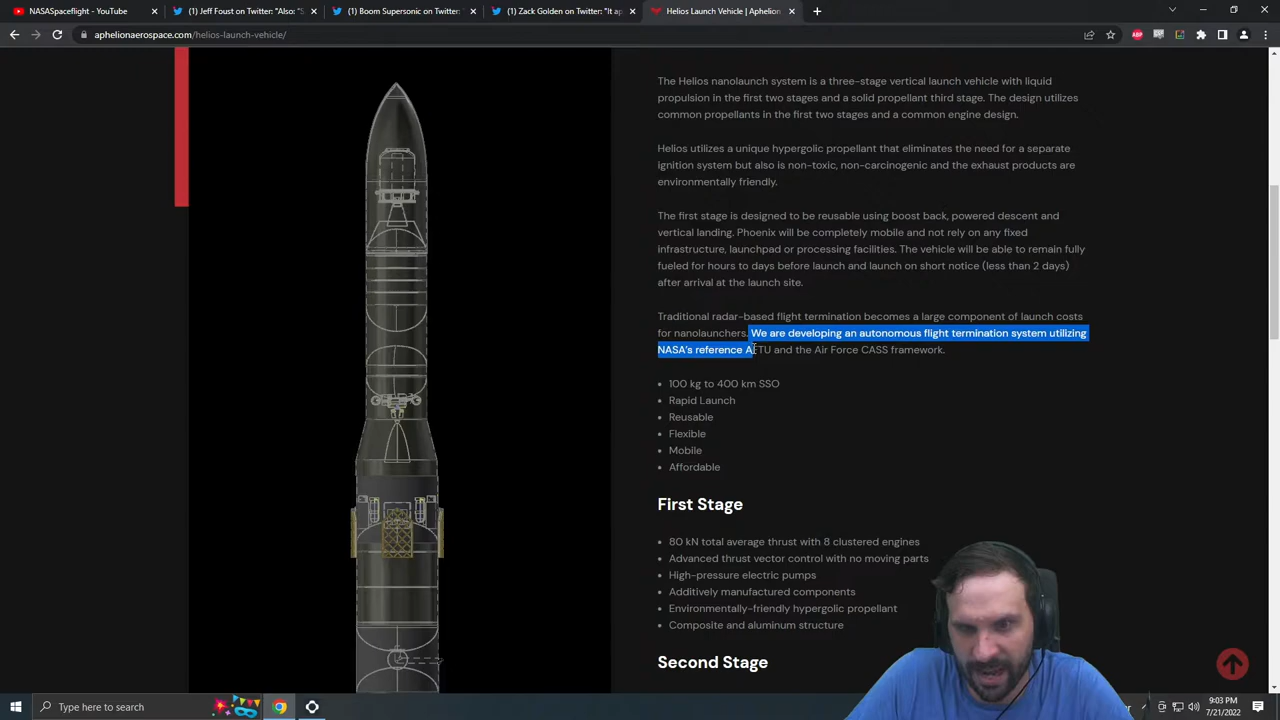 NASASpaceflight - YouTube
(1) Jeff Foust on Twitter: "Also: "S
(1) Boom Supersonic on Twitter:
(1) Zack Golden on Twitter: "It ap
Helios Launch Vehicle | Aphelion
aphelionaerospace.com/helios-launch-vehicle/
ABP
The Helios nanolaunch system is a three-stage vertical launch vehicle with liquid
propulsion in the first two stages and a solid propellant third stage. The design utilizes
common propellants in the first two stages and a common engine design.
Helios utilizes a unique hypergolic propellant that eliminates the need for a separate
ignition system but also is non-toxic, non-carcinogenic and the exhaust products are
environmentally friendly.
The first stage is designed to be reusable using boost back, powered descent and
vertical landing. Phoenix will be completely mobile and not rely on any fixed
infrastructure, launchpad or processing facilities. The vehicle will be able to remain fully
fueled for hours to days before launch and launch on short notice (less than 2 days)
after arrival at the launch site.
Traditional radar-based flight termination becomes a large component of launch costs
for nanolaunchers. We are developing an autonomous flight termination system utilizing
NASA's reference AFTU and the Air Force CASS framework.
100 kg to 400 km SSO
Rapid Launch
Reusable
Flexible
Mobile
Affordable
First Stage
80 kN total average thrust with 8 clustered engines
Advanced thrust vector control with no moving parts
High-pressure electric pumps
Additively manufactured components
Environmentally-friendly hypergolic propellant
Composite and aluminum structure
Second Stage
Type here to search
9:03 PM
7/21/2022